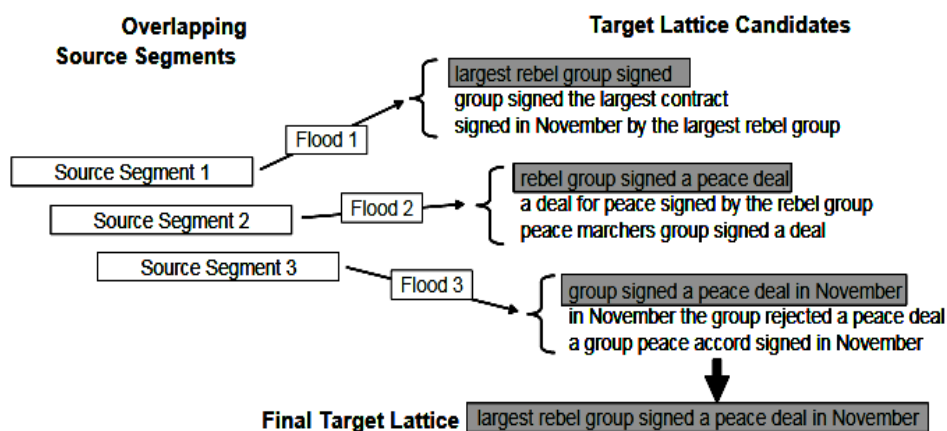 Overlapping
Source Segments
Target Lattice Candidates
largest rebel group signed
group signed the largest contract
signed in November by the largest rebel group
Flood 1
Source Segment 1
rebel group signed a peace deal
a deal for peace signed by the rebel group
peace marchers group signed a deal
Flood 2
Source Segment 2
Source Segment 3
Flood 3
group signed a peace deal in November
in November the group rejected a peace deal
a group peace accord signed in November
Final Target Lattice largest rebel group signed a peace deal in November